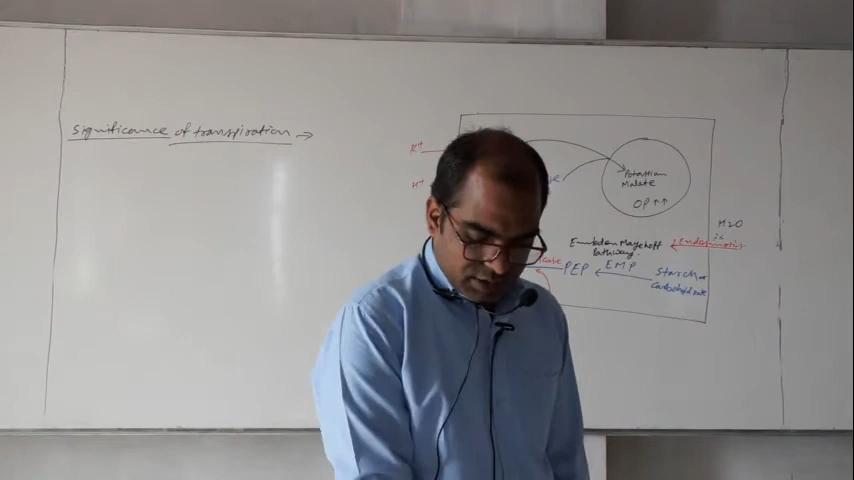 Significance of transpiration →
K+
H+
Potassium
Malate
OP↑↑
H2O
Embden Mayerhoff
Pathway.
Endosmosis
PEP
EMP
Starch or
Carbohydrate